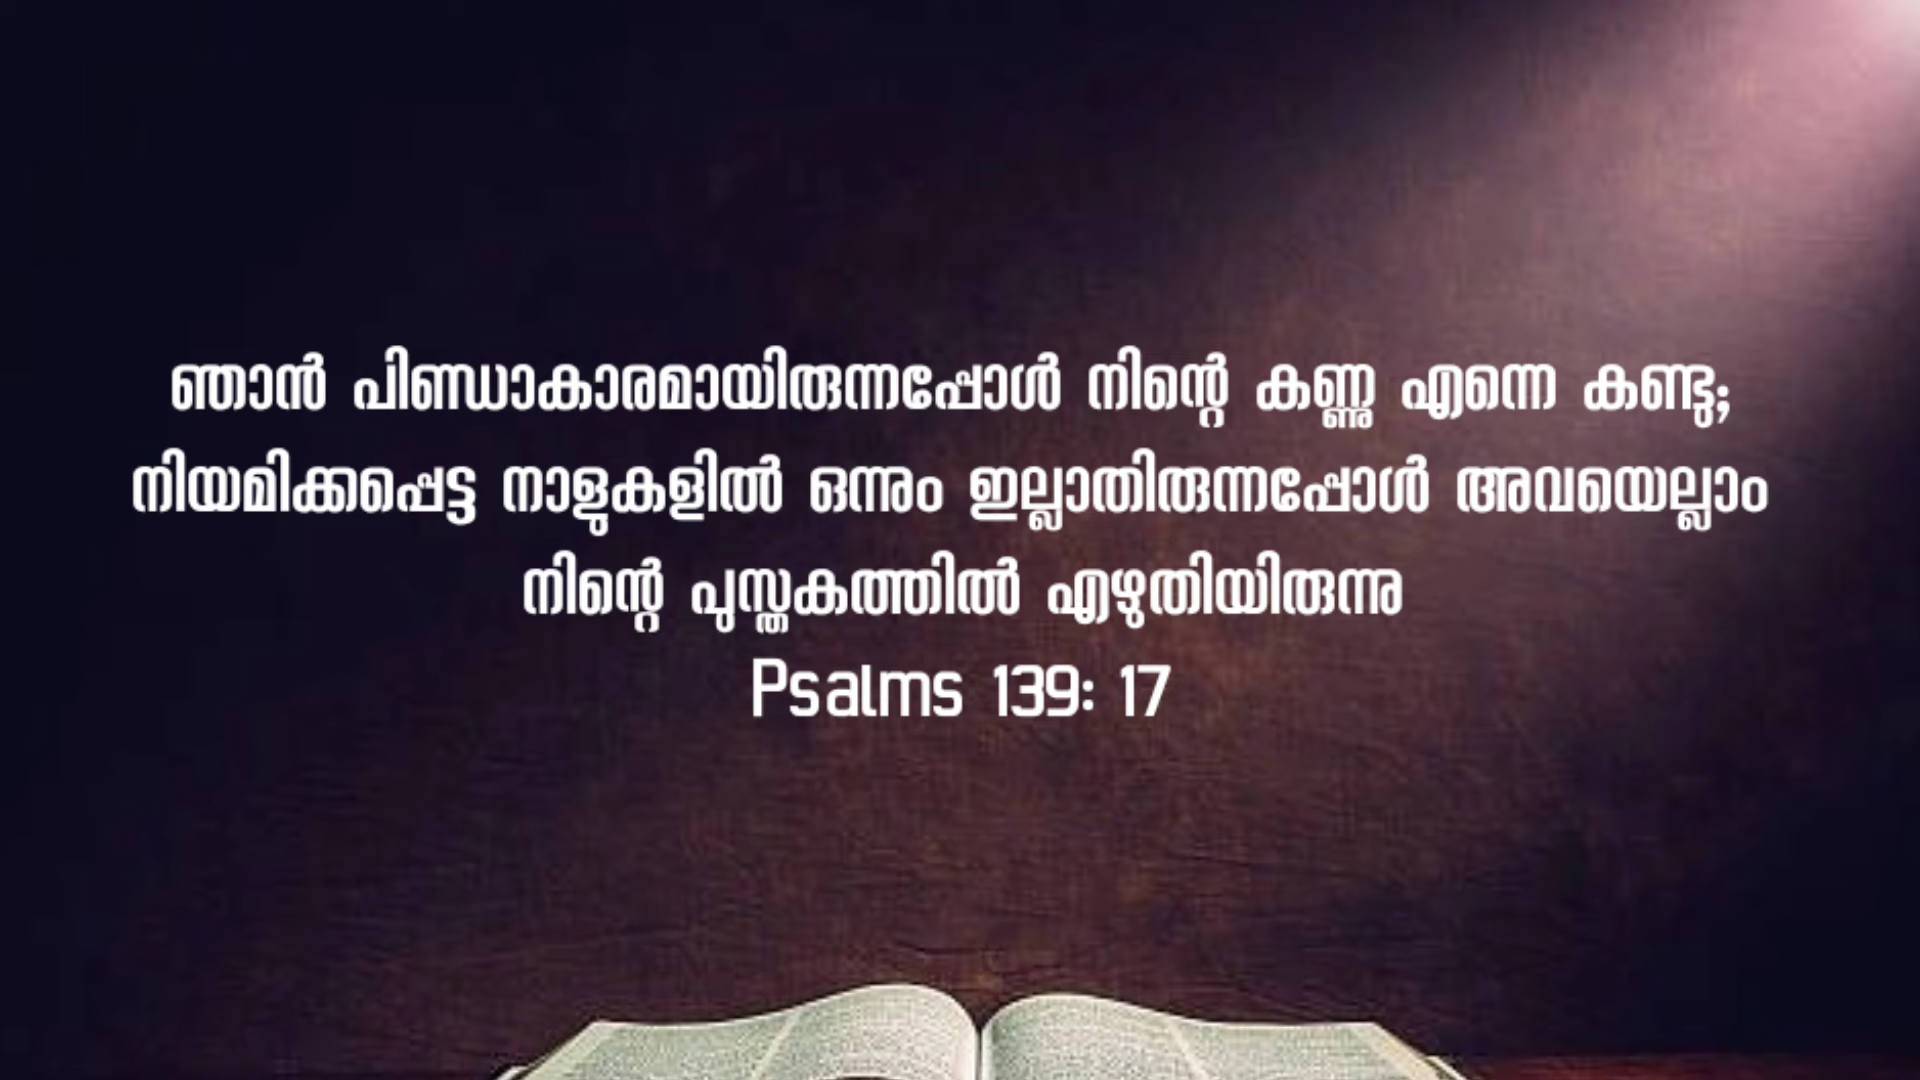 ഞാൻ പിണ്ഡാകാരമായിരുന്നപ്പോൾ നിന്റെ കണ്ണു എന്നെ കണ്ടു;
നിയമിക്കപ്പെട്ട നാളുകളിൽ ഒന്നും ഇല്ലാതിരുന്നപ്പോൾ അവയെല്ലാം
നിന്റെ പുസ്തകത്തിൽ എഴുതിയിരുന്നു
Psalms 139: 17